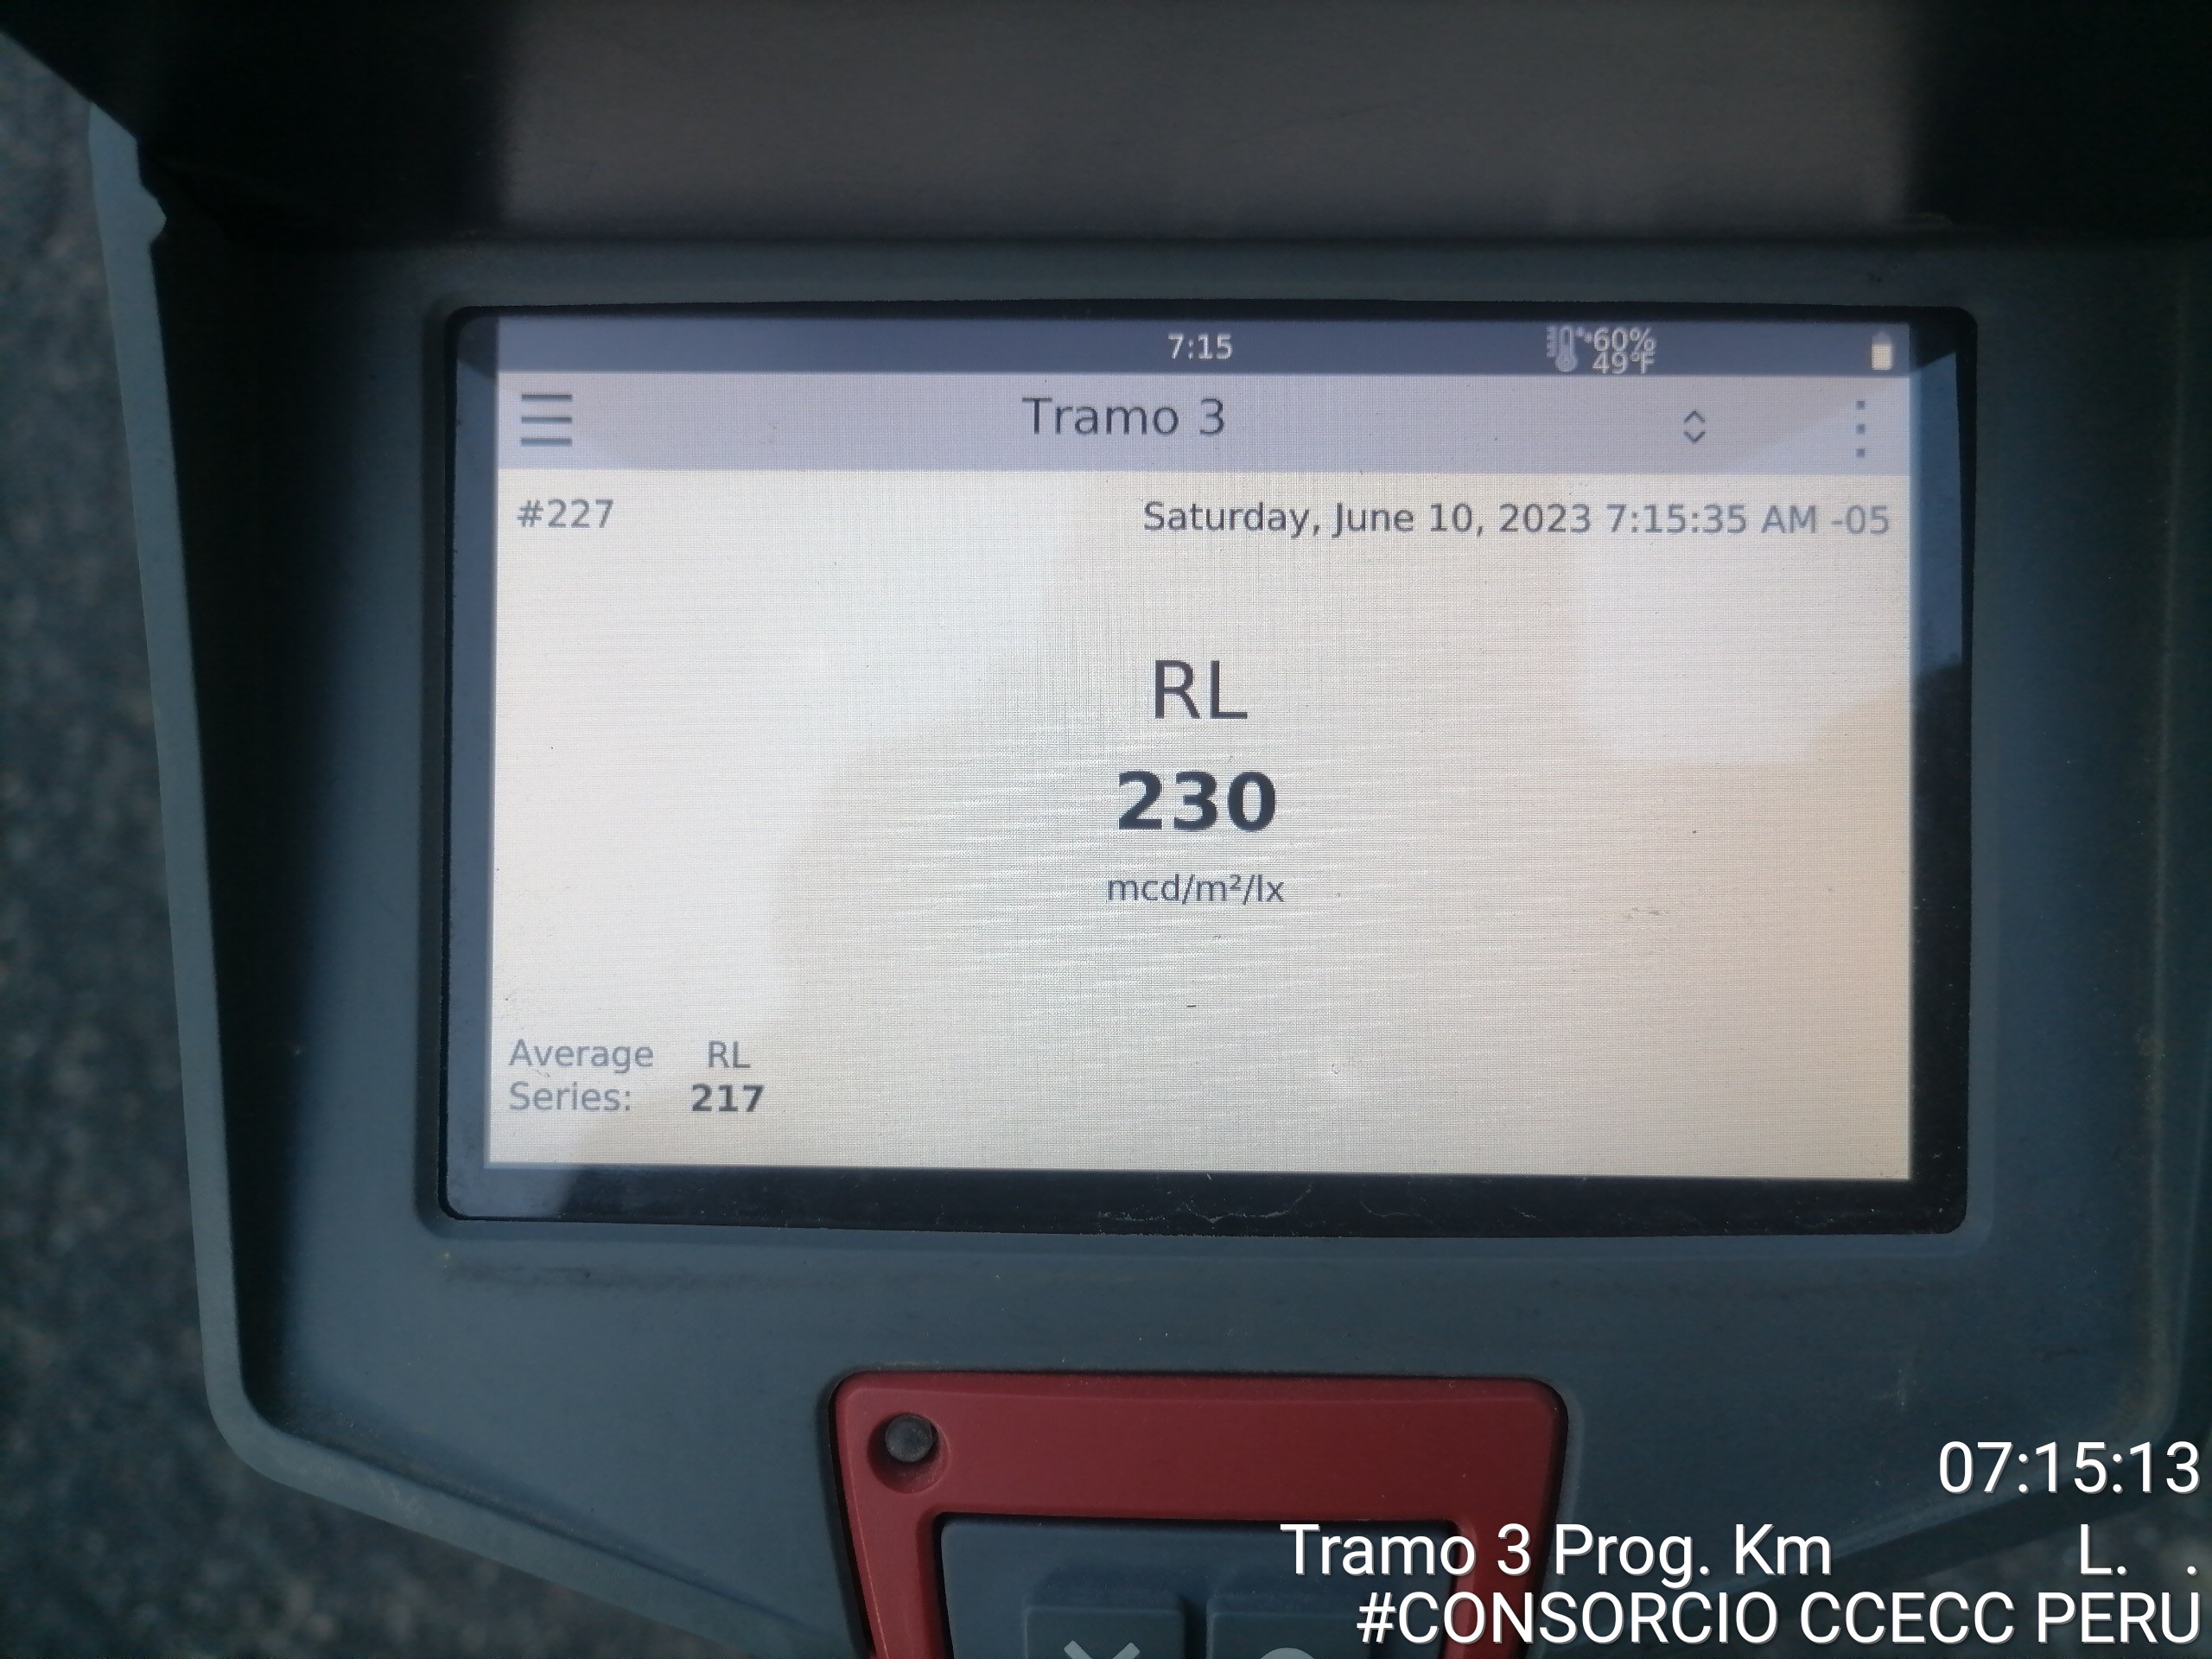 7:15
60%
49°F
Tramo 3
#227
Saturday, June 10, 2023 7:15:35 AM -05
RL
230
mcd/m²/lx
Average RL
Series: 217
07:15:13
Tramo 3 Prog. Km L. .
#CONSORCIO CCECC PERU